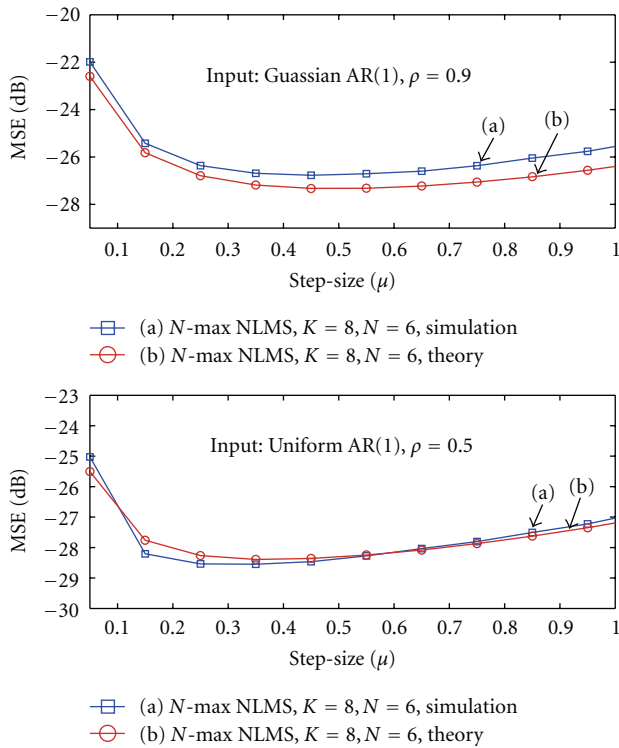 −20
−22
−24
−26
−28
MSE (dB)
Input: Guassian AR(1), ρ = 0.9
(a)
(b)
0.1 0.2 0.3 0.4 0.5 0.6 0.7 0.8 0.9 1
Step-size (μ)
(a) N-max NLMS, K = 8, N = 6, simulation
(b) N-max NLMS, K = 8, N = 6, theory
−23
−24
−25
−26
−27
−28
−29
−30
MSE (dB)
Input: Uniform AR(1), ρ = 0.5
(a)
(b)
0.1 0.2 0.3 0.4 0.5 0.6 0.7 0.8 0.9 1
Step-size (μ)
(a) N-max NLMS, K = 8, N = 6, simulation
(b) N-max NLMS, K = 8, N = 6, theory